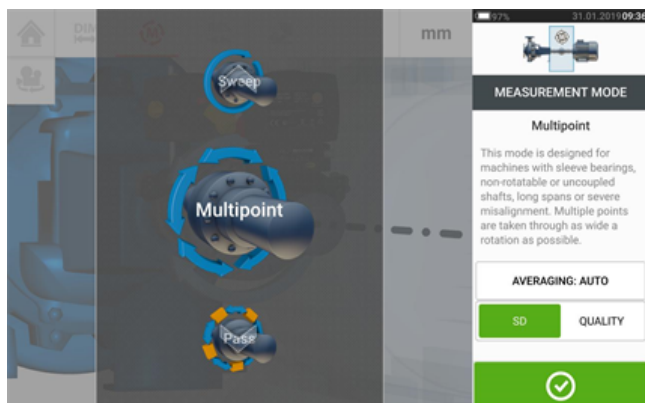 DIM
mm
Sweep
Multipoint
Pass
97%
31.01.2019 09:36
MEASUREMENT MODE
Multipoint
This mode is designed for
machines with sleeve bearings,
non-rotatable or uncoupled
shafts, long spans or severe
misalignment. Multiple points
are taken through as wide a
rotation as possible.
AVERAGING: AUTO
SD
QUALITY